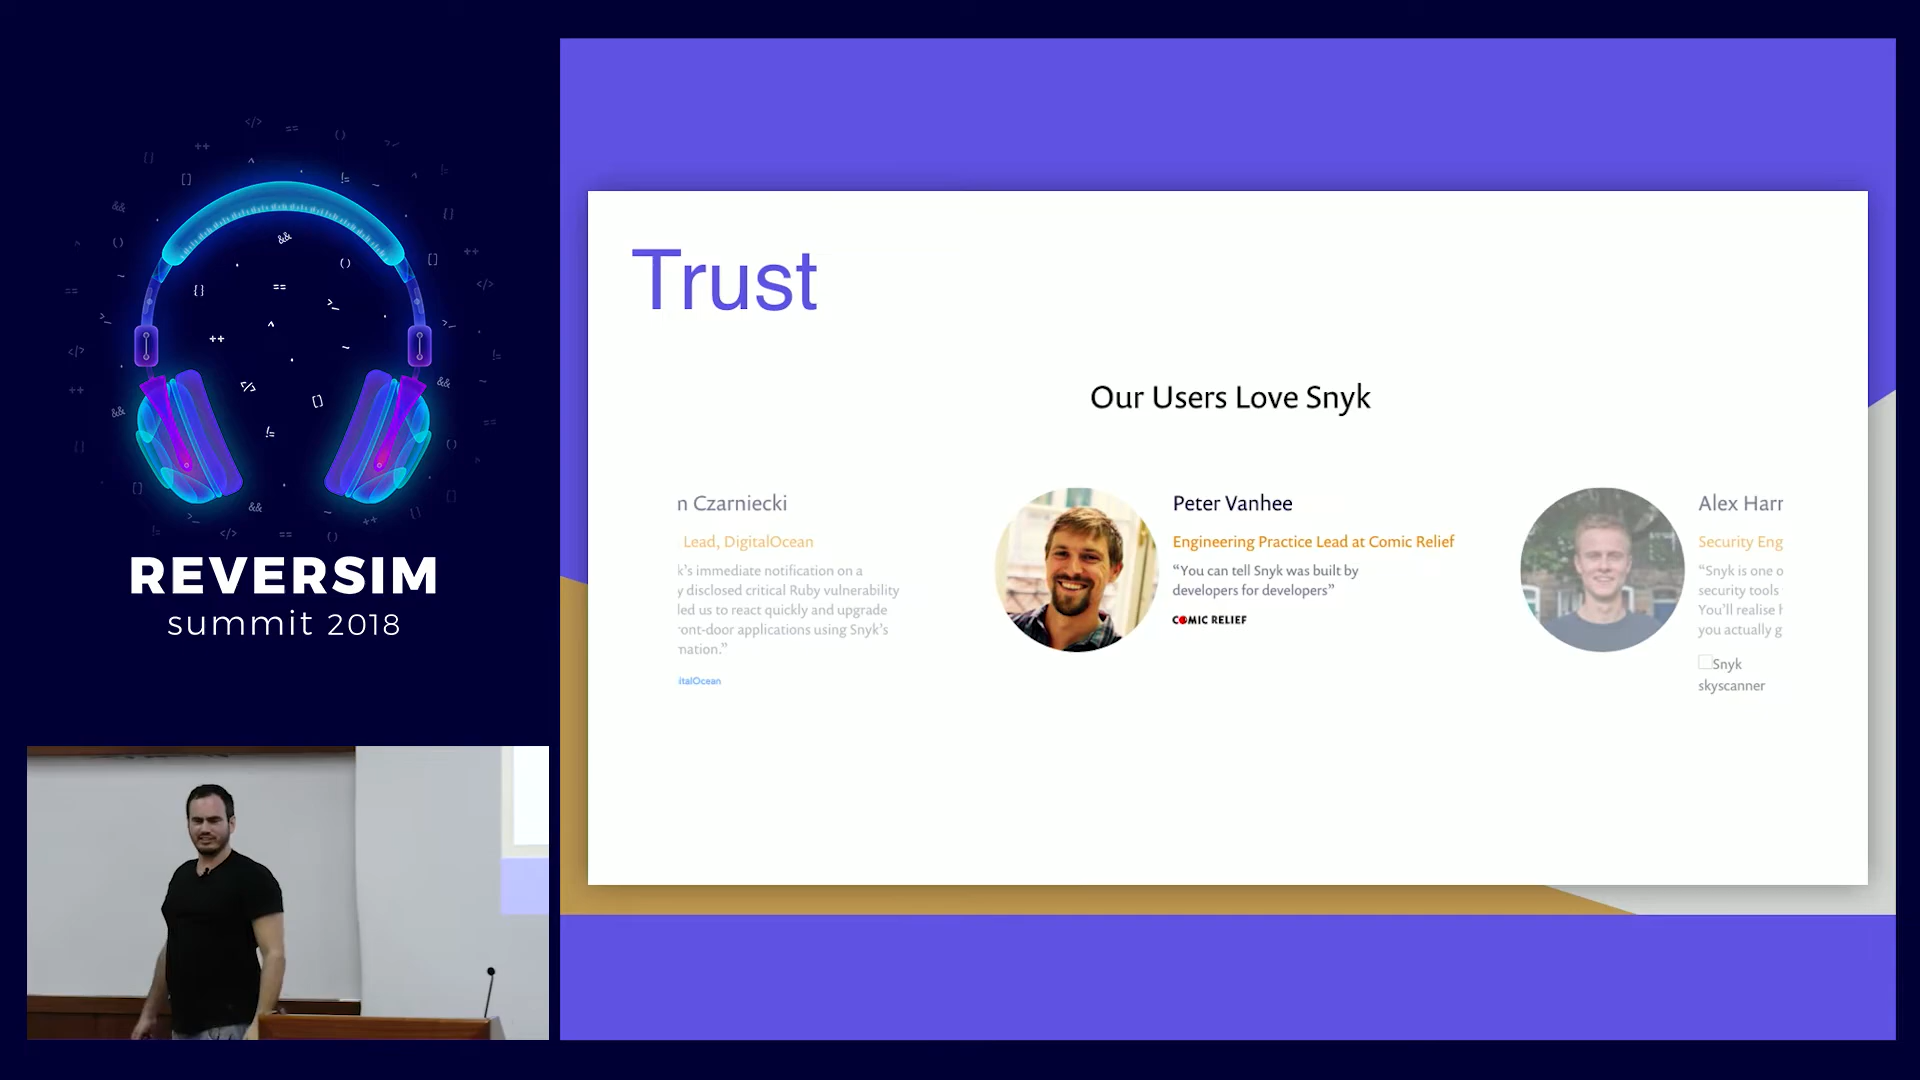 REVERSIM
summit 2018
Trust
Our Users Love Snyk
n Czarniecki
Lead, DigitalOcean
k's immediate notification on a
y disclosed critical Ruby vulnerability
led us to react quickly and upgrade
ont-door applications using Snyk's
mation.”
italOcean
Peter Vanhee
Engineering Practice Lead at Comic Relief
“You can tell Snyk was built by
developers for developers”
COMIC RELIEF
Alex Harr
Security Eng
“Snyk is one o
security tools
You'll realise h
you actually g
Snyk
skyscanner